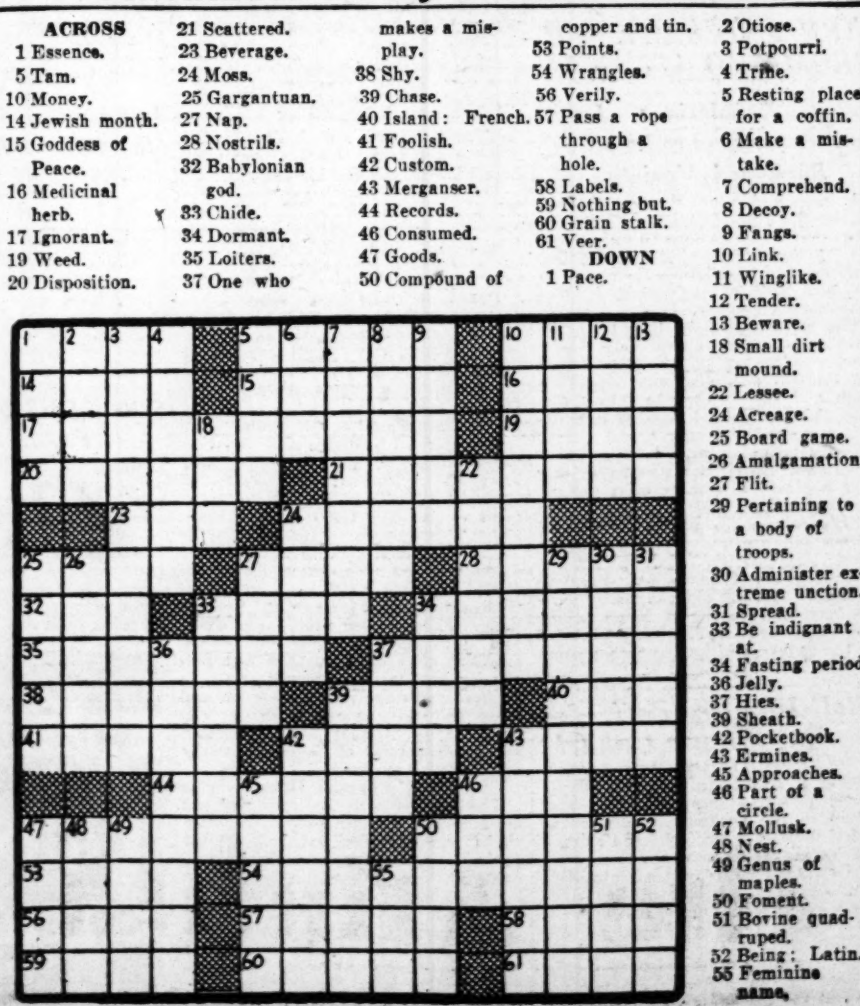 ACROSS
1 Essence.
5 Tam.
10 Money.
14 Jewish month.
15 Goddess of
Peace.
16 Medicinal
herb.
17 Ignorant.
19 Weed.
20 Disposition.
21 Scattered.
23 Beverage.
24 Moss.
25 Gargantuan.
27 Nap.
28 Nostrils.
32 Babylonian
god.
33 Chide.
34 Dormant.
35 Loiters.
37 One who
makes a mis-
play.
38 Shy.
39 Chase.
40 Island: French.
41 Foolish.
42 Custom.
43 Merganser.
44 Records.
46 Consumed.
47 Goods.
50 Compound of
copper and tin.
53 Points.
54 Wrangles.
56 Verily.
57 Pass a rope
through a
hole.
58 Labels.
59 Nothing but.
60 Grain stalk.
61 Veer.
DOWN
1 Pace.
2 Otiose.
3 Potpourri.
4 Trine.
5 Resting place
for a coffin.
6 Make a mis-
take.
7 Comprehend.
8 Decoy.
9 Fangs.
10 Link.
11 Winglike.
12 Tender.
13 Beware.
18 Small dirt
mound.
22 Lessee.
24 Acreage.
25 Board game.
26 Amalgamation
27 Flit.
29 Pertaining to
a body of
troops.
30 Administer ex-
treme unction.
31 Spread.
33 Be indignant
at.
34 Fasting period
36 Jelly.
37 Hies.
39 Sheath.
42 Pocketbook.
43 Ermines.
45 Approaches.
46 Part of a
circle.
47 Mollusk.
48 Nest.
49 Genus of
maples.
50 Foment.
51 Bovine quad-
ruped.
52 Being: Latin.
55 Feminine
name.
1 2 3 4 5 6 7 8 9 10 11 12 13
14 15 16
17 18 19
20 21 22
23 24
25 26 27 28 29 30 31
32 33 34
35 36 37
38 39 40
41 42 43
44 45 46
47 48 49 50 51 52
53 54 55
56 57 58
59 60 61